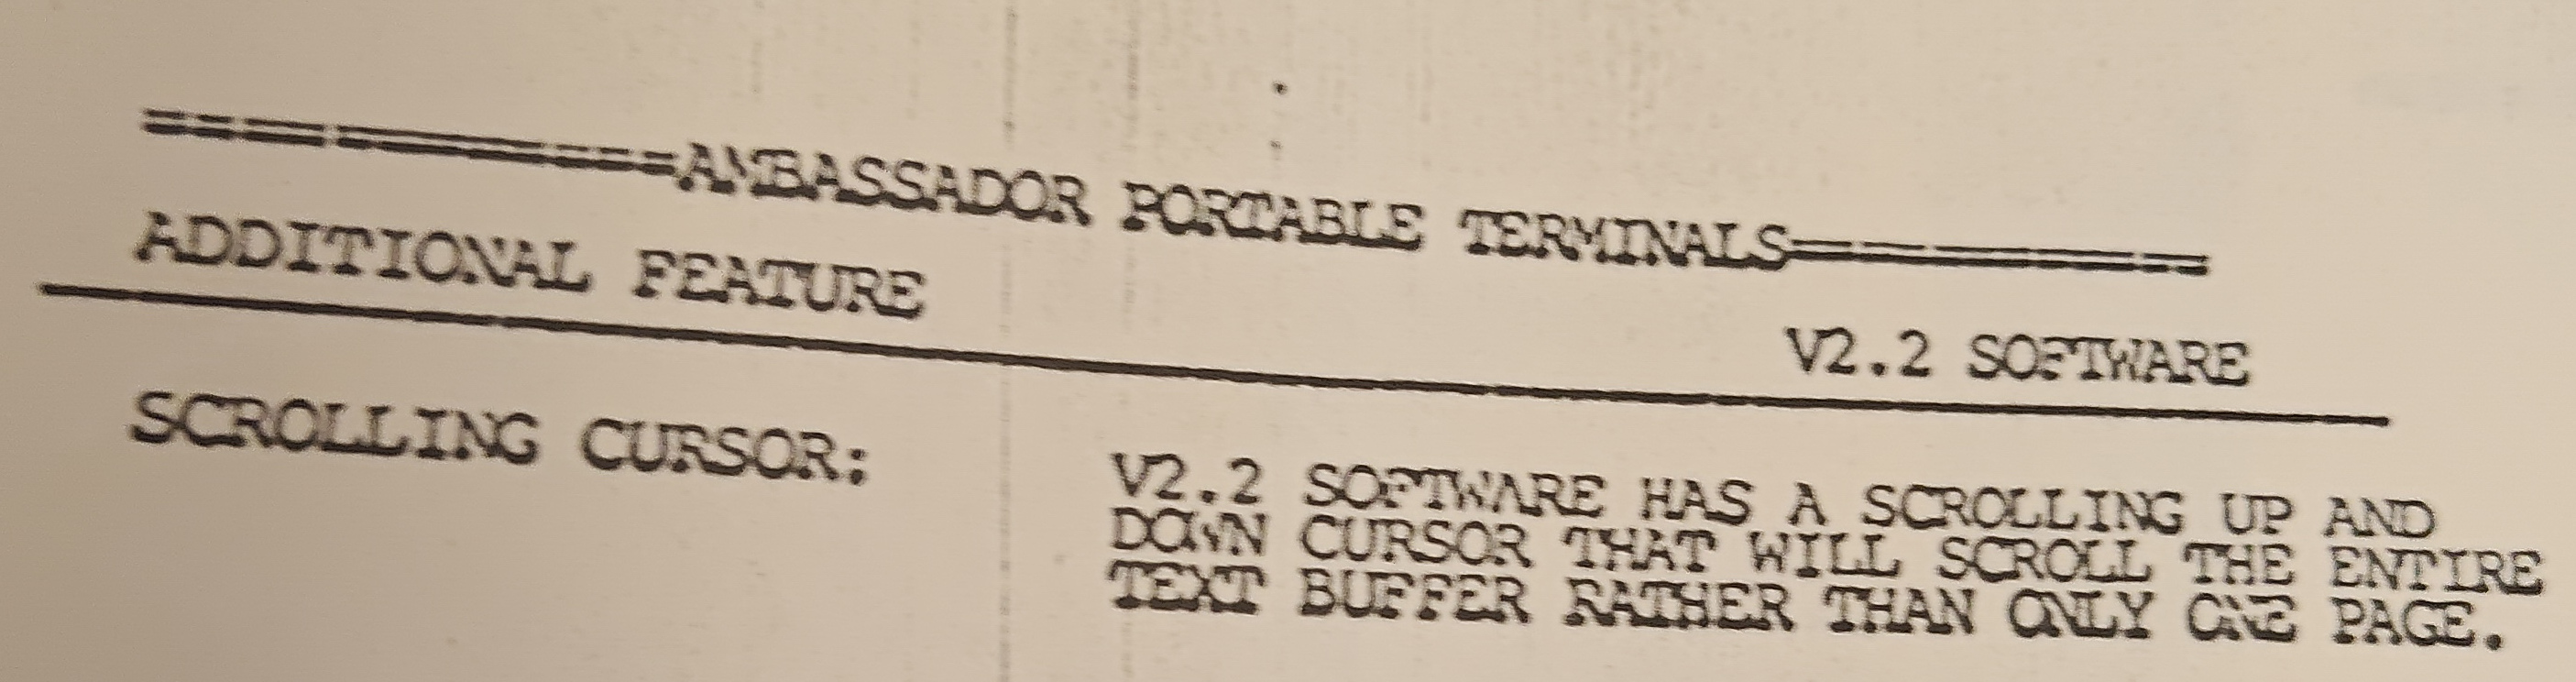 ==========AMBASSADOR PORTABLE TERMINALS==========
ADDITIONAL FEATURE
V2.2 SOFTWARE
SCROLLING CURSOR:
V2.2 SOFTWARE HAS A SCROLLING UP AND
DOWN CURSOR THAT WILL SCROLL THE ENTIRE
TEXT BUFFER RATHER THAN ONLY ONE PAGE.